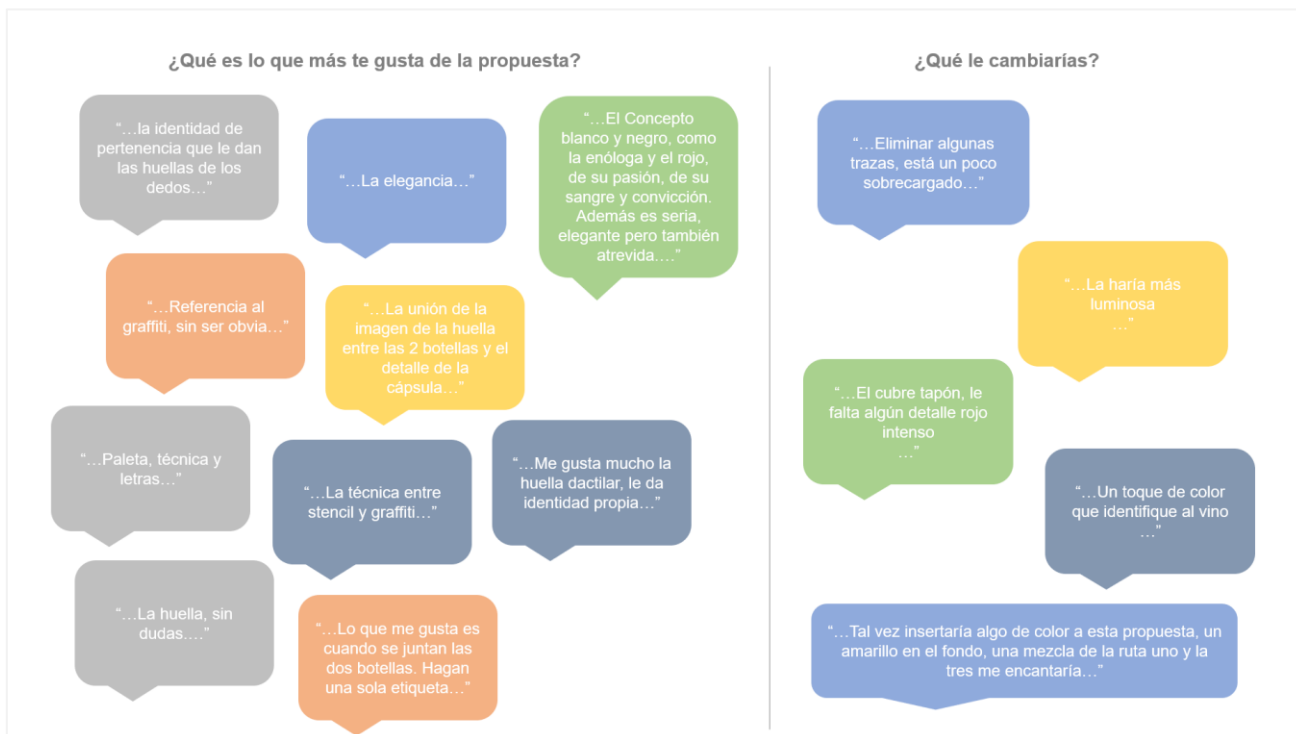 ¿Qué es lo que más te gusta de la propuesta?
“…la identidad de
pertenencia que le dan
las huellas de los
dedos…”
“…La elegancia…”
“…El Concepto
blanco y negro, como
la enóloga y el rojo,
de su pasión, de su
sangre y convicción.
Además es seria,
elegante pero también
atrevida….”
“…Referencia al
graffiti, sin ser obvia…”
“…La unión de la
imagen de la huella
entre las 2 botellas y el
detalle de la
cápsula…”
“…Paleta, técnica y
letras…”
“…La técnica entre
stencil y graffiti…”
“…Me gusta mucho la
huella dactilar, le da
identidad propia…”
“…La huella, sin
dudas.…”
“…Lo que me gusta es
cuando se juntan las
dos botellas. Hagan
una sola etiqueta…”
¿Qué le cambiarías?
“…Eliminar algunas
trazas, está un poco
sobrecargado…”
“…La haría más
luminosa
…”
“…El cubre tapón, le
falta algún detalle rojo
intenso
…”
“…Un toque de color
que identifique al vino
…”
“…Tal vez insertaría algo de color a esta propuesta, un
amarillo en el fondo, una mezcla de la ruta uno y la
tres me encantaría…”